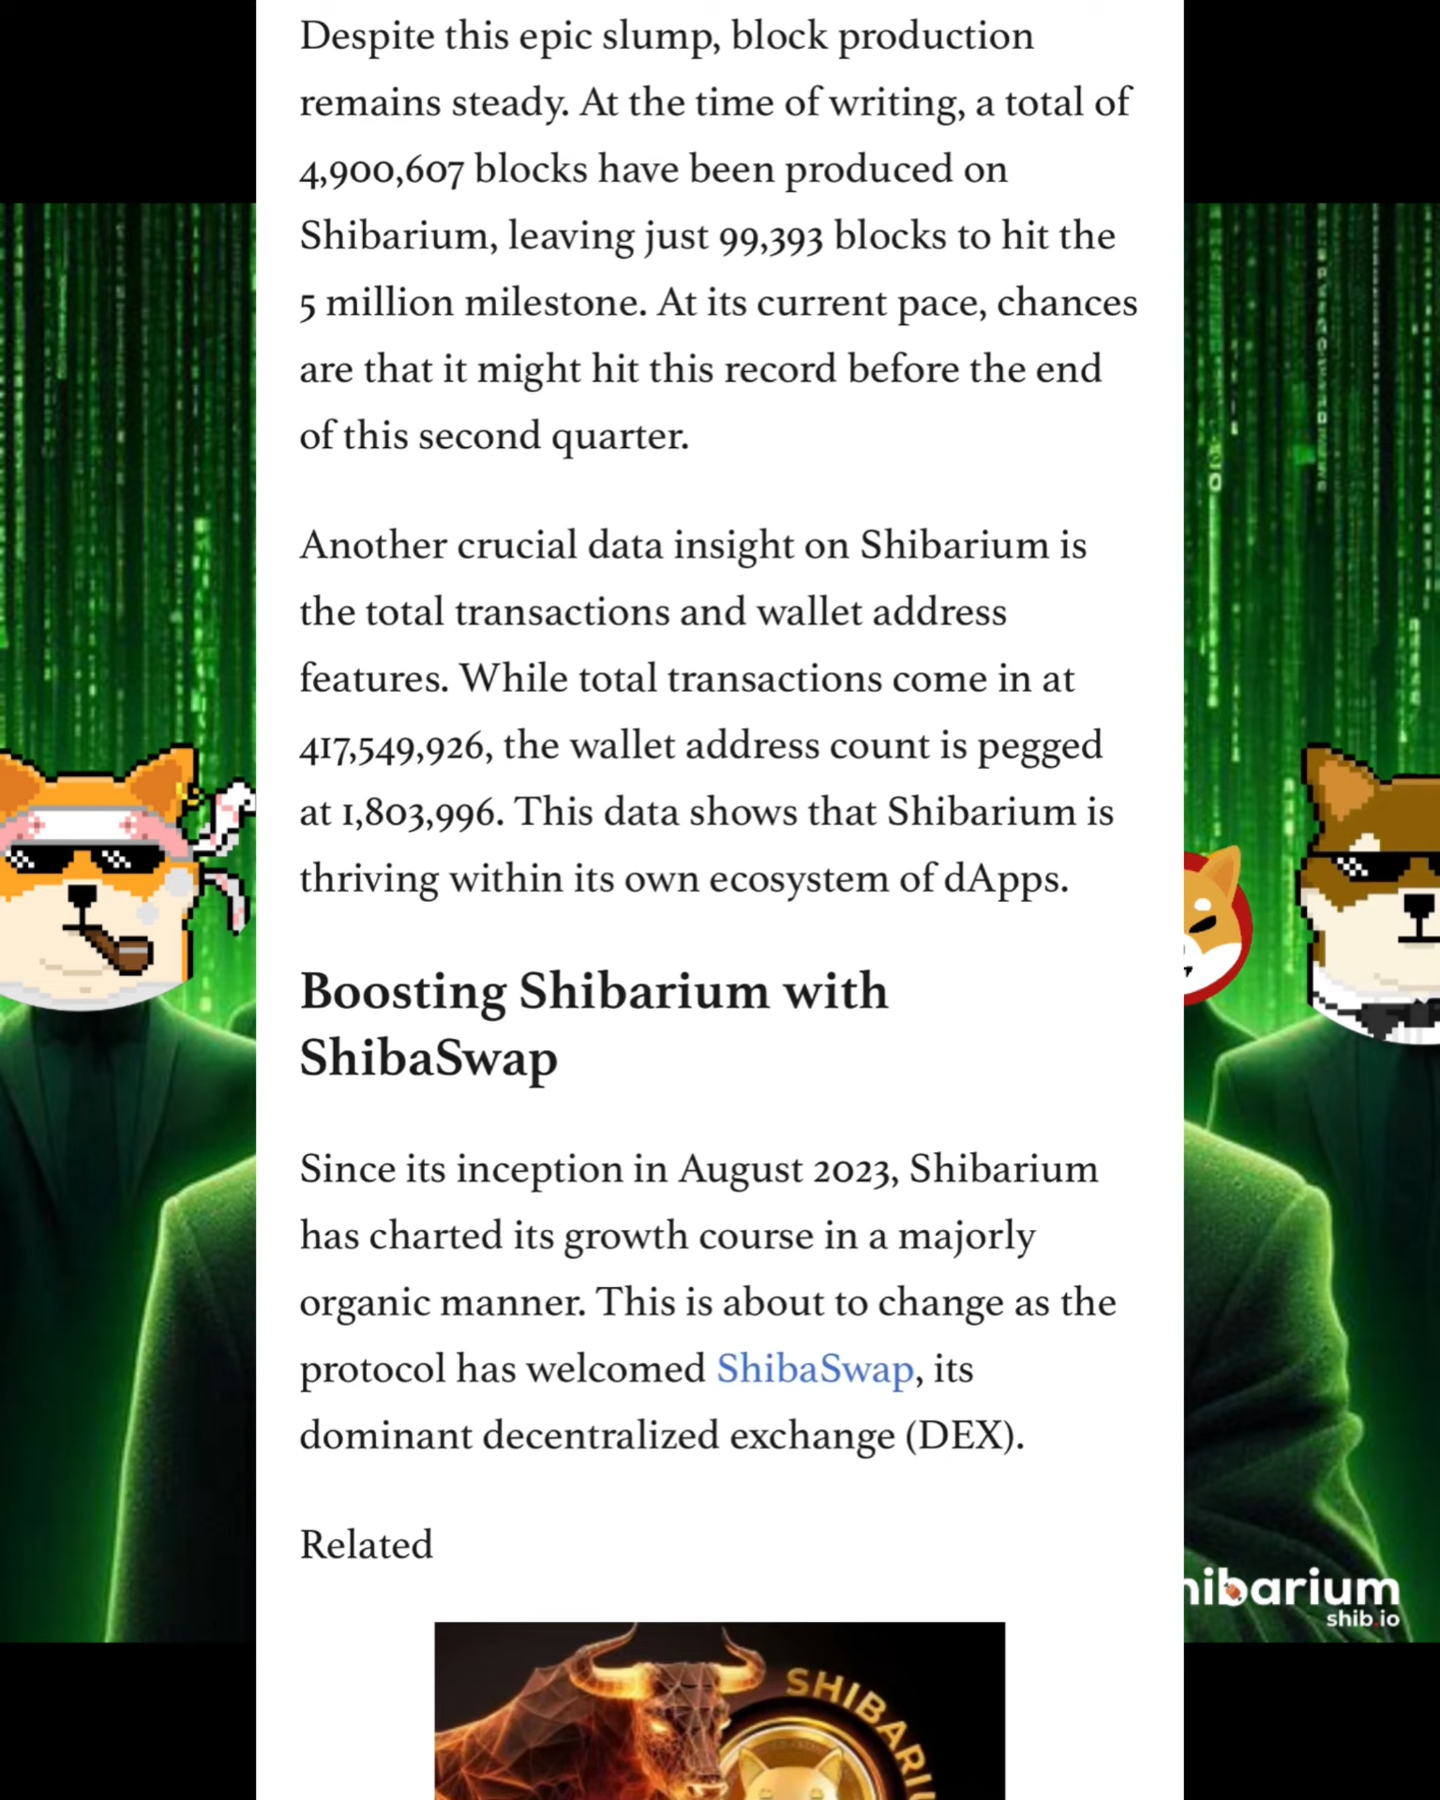 Despite this epic slump, block production
remains steady. At the time of writing, a total of
4,900,607 blocks have been produced on
Shibarium, leaving just 99,393 blocks to hit the
5 million milestone. At its current pace, chances
are that it might hit this record before the end
of this second quarter.
Another crucial data insight on Shibarium is
the total transactions and wallet address
features. While total transactions come in at
417,549,926, the wallet address count is pegged
at 1,803,996. This data shows that Shibarium is
thriving within its own ecosystem of dApps.
Boosting Shibarium with
ShibaSwap
Since its inception in August 2023, Shibarium
has charted its growth course in a majorly
organic manner. This is about to change as the
protocol has welcomed ShibaSwap, its
dominant decentralized exchange (DEX).
Related
hibarium
shib.io
SHIBARIU